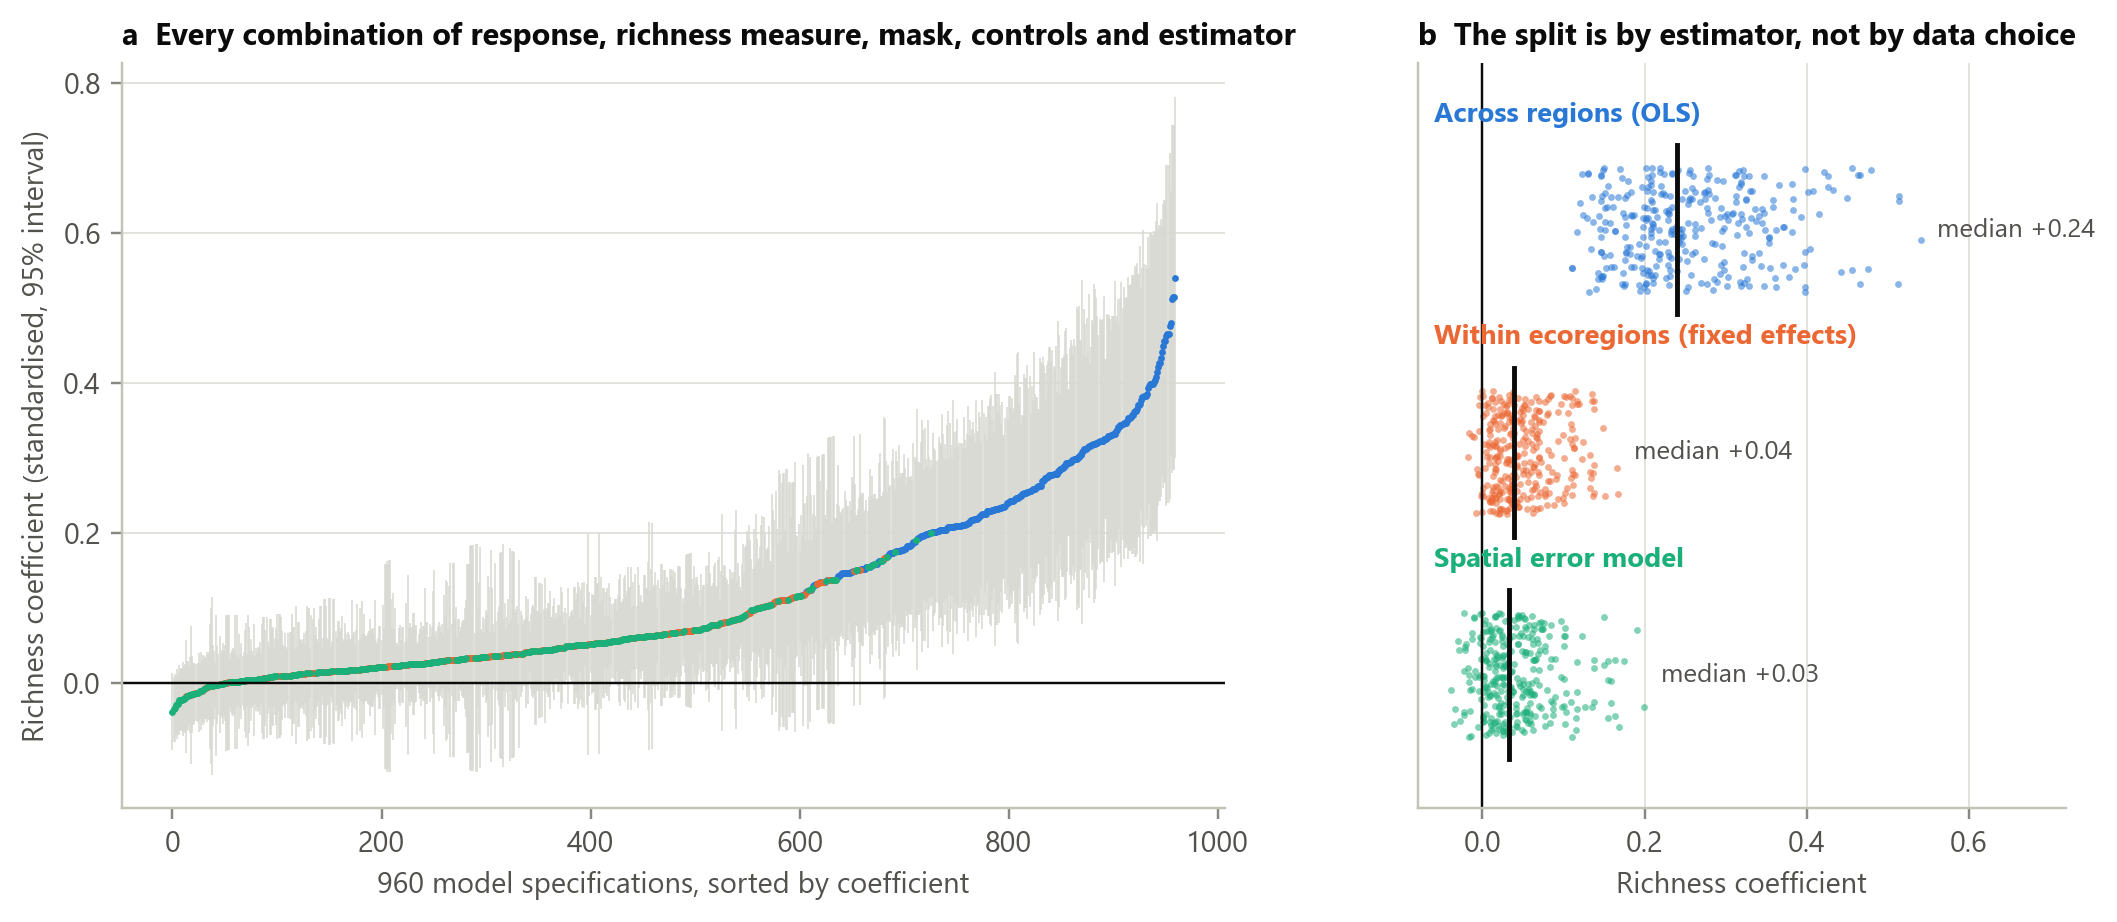 a Every combination of response, richness measure, mask, controls and estimator
Richness coefficient (standardised, 95% interval)
0.8
0.6
0.4
0.2
0.0
0 200 400 600 800 1000
960 model specifications, sorted by coefficient
b The split is by estimator, not by data choice
Across regions (OLS)
median +0.24
Within ecoregions (fixed effects)
median +0.04
Spatial error model
median +0.03
0.0 0.2 0.4 0.6
Richness coefficient